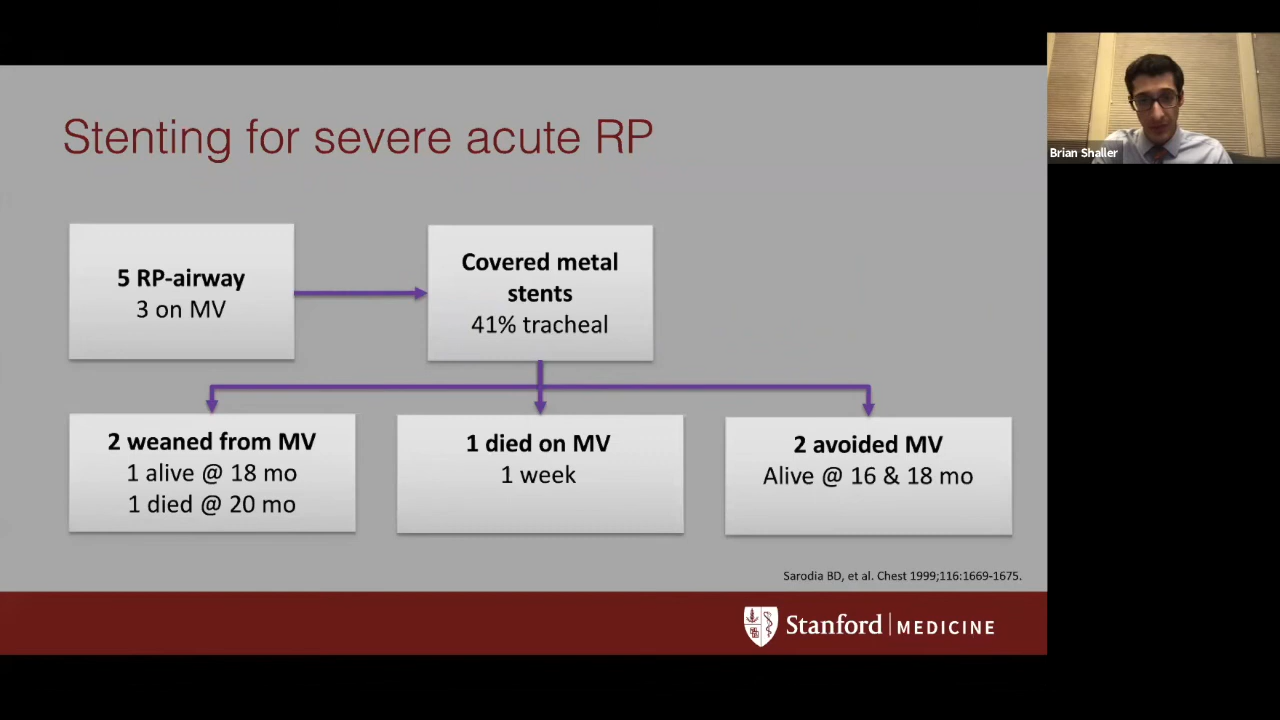 Stenting for severe acute RP
Brian Shaller
5 RP-airway
3 on MV
Covered metal
stents
41% tracheal
2 weaned from MV
1 alive @ 18 mo
1 died @ 20 mo
1 died on MV
1 week
2 avoided MV
Alive @ 16 & 18 mo
Sarodia BD, et al. Chest 1999;116:1669-1675.
Stanford MEDICINE